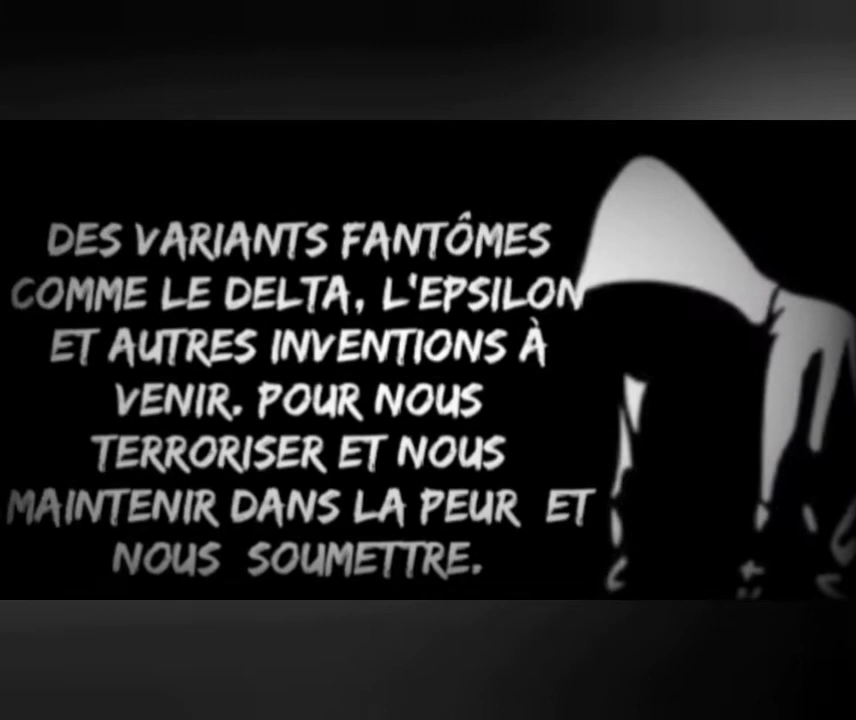 DES VARIANTS FANTÔMES
COMME LE DELTA, L'EPSILON
ET AUTRES INVENTIONS À
VENIR. POUR NOUS
TERRORISER ET NOUS
MAINTENIR DANS LA PEUR ET
NOUS SOUMETTRE.